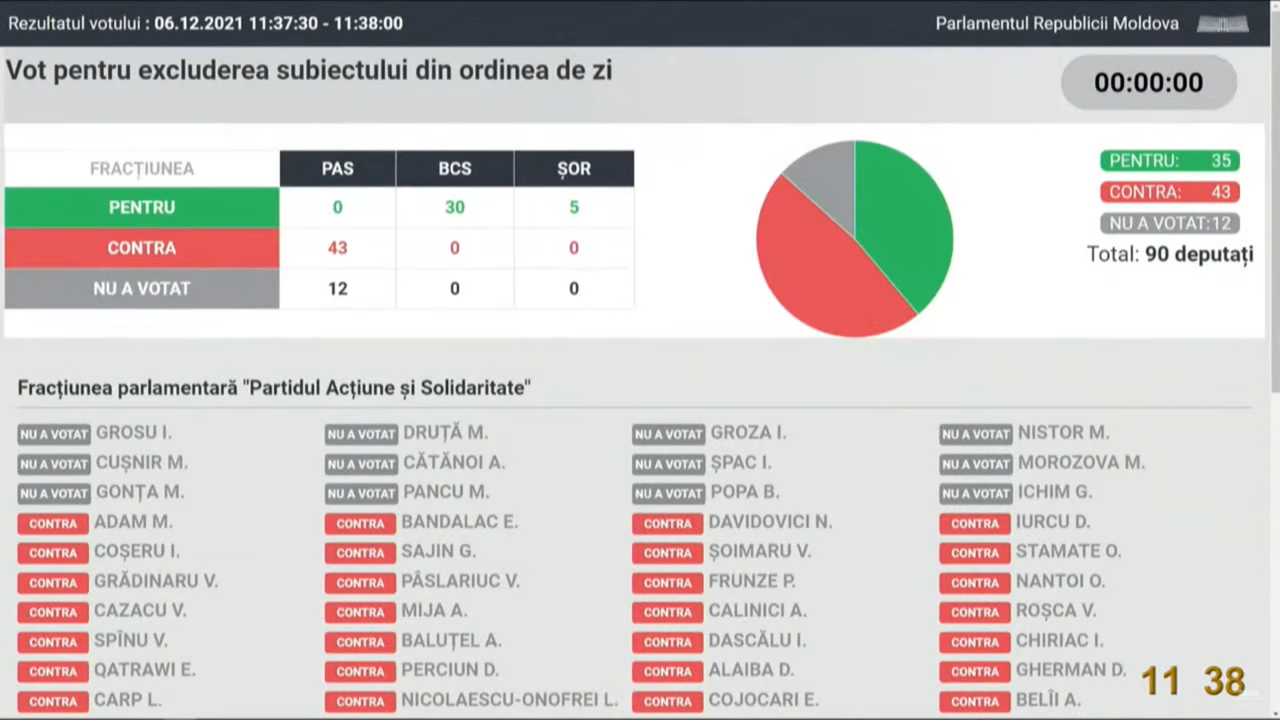 Rezultatul votului : 06.12.2021 11:37:30 - 11:38:00 Parlamentul Republicii Moldova
Vot pentru excluderea subiectului din ordinea de zi
00:00:00
FRACȚIUNEA PAS BCS ȘOR
PENTRU 0 30 5
CONTRA 43 0 0
NU A VOTAT 12 0 0
PENTRU: 35
CONTRA: 43
NU A VOTAT: 12
Total: 90 deputați
Fracțiunea parlamentară "Partidul Acțiune și Solidaritate"
NU A VOTAT GROSU I. NU A VOTAT DRUȚĂ M. NU A VOTAT GROZA I. NU A VOTAT NISTOR M.
NU A VOTAT CUȘNIR M. NU A VOTAT CĂTĂNOI A. NU A VOTAT ȘPAC I. NU A VOTAT MOROZOVA M.
NU A VOTAT GONȚA M. NU A VOTAT PANCU M. NU A VOTAT POPA B. NU A VOTAT ICHIM G.
CONTRA ADAM M. CONTRA BANDALAC E. CONTRA DAVIDOVICI N. CONTRA IURCU D.
CONTRA COȘERU I. CONTRA SAJIN G. CONTRA ȘOIMARU V. CONTRA STAMATE O.
CONTRA GRĂDINARU V. CONTRA PÂSLARIUC V. CONTRA FRUNZE P. CONTRA NANTOI O.
CONTRA CAZACU V. CONTRA MIJA A. CONTRA CALINICI A. CONTRA ROȘCA V.
CONTRA SPÎNU V. CONTRA BALUȚEL A. CONTRA DASCĂLU I. CONTRA CHIRIAC I.
CONTRA QATRAWI E. CONTRA PERCIUN D. CONTRA ALAIBA D. CONTRA GHERMAN D.
CONTRA CARP L. CONTRA NICOLAESCU-ONOFREI L. CONTRA COJOCARI E. CONTRA BELÎI A.
11 38